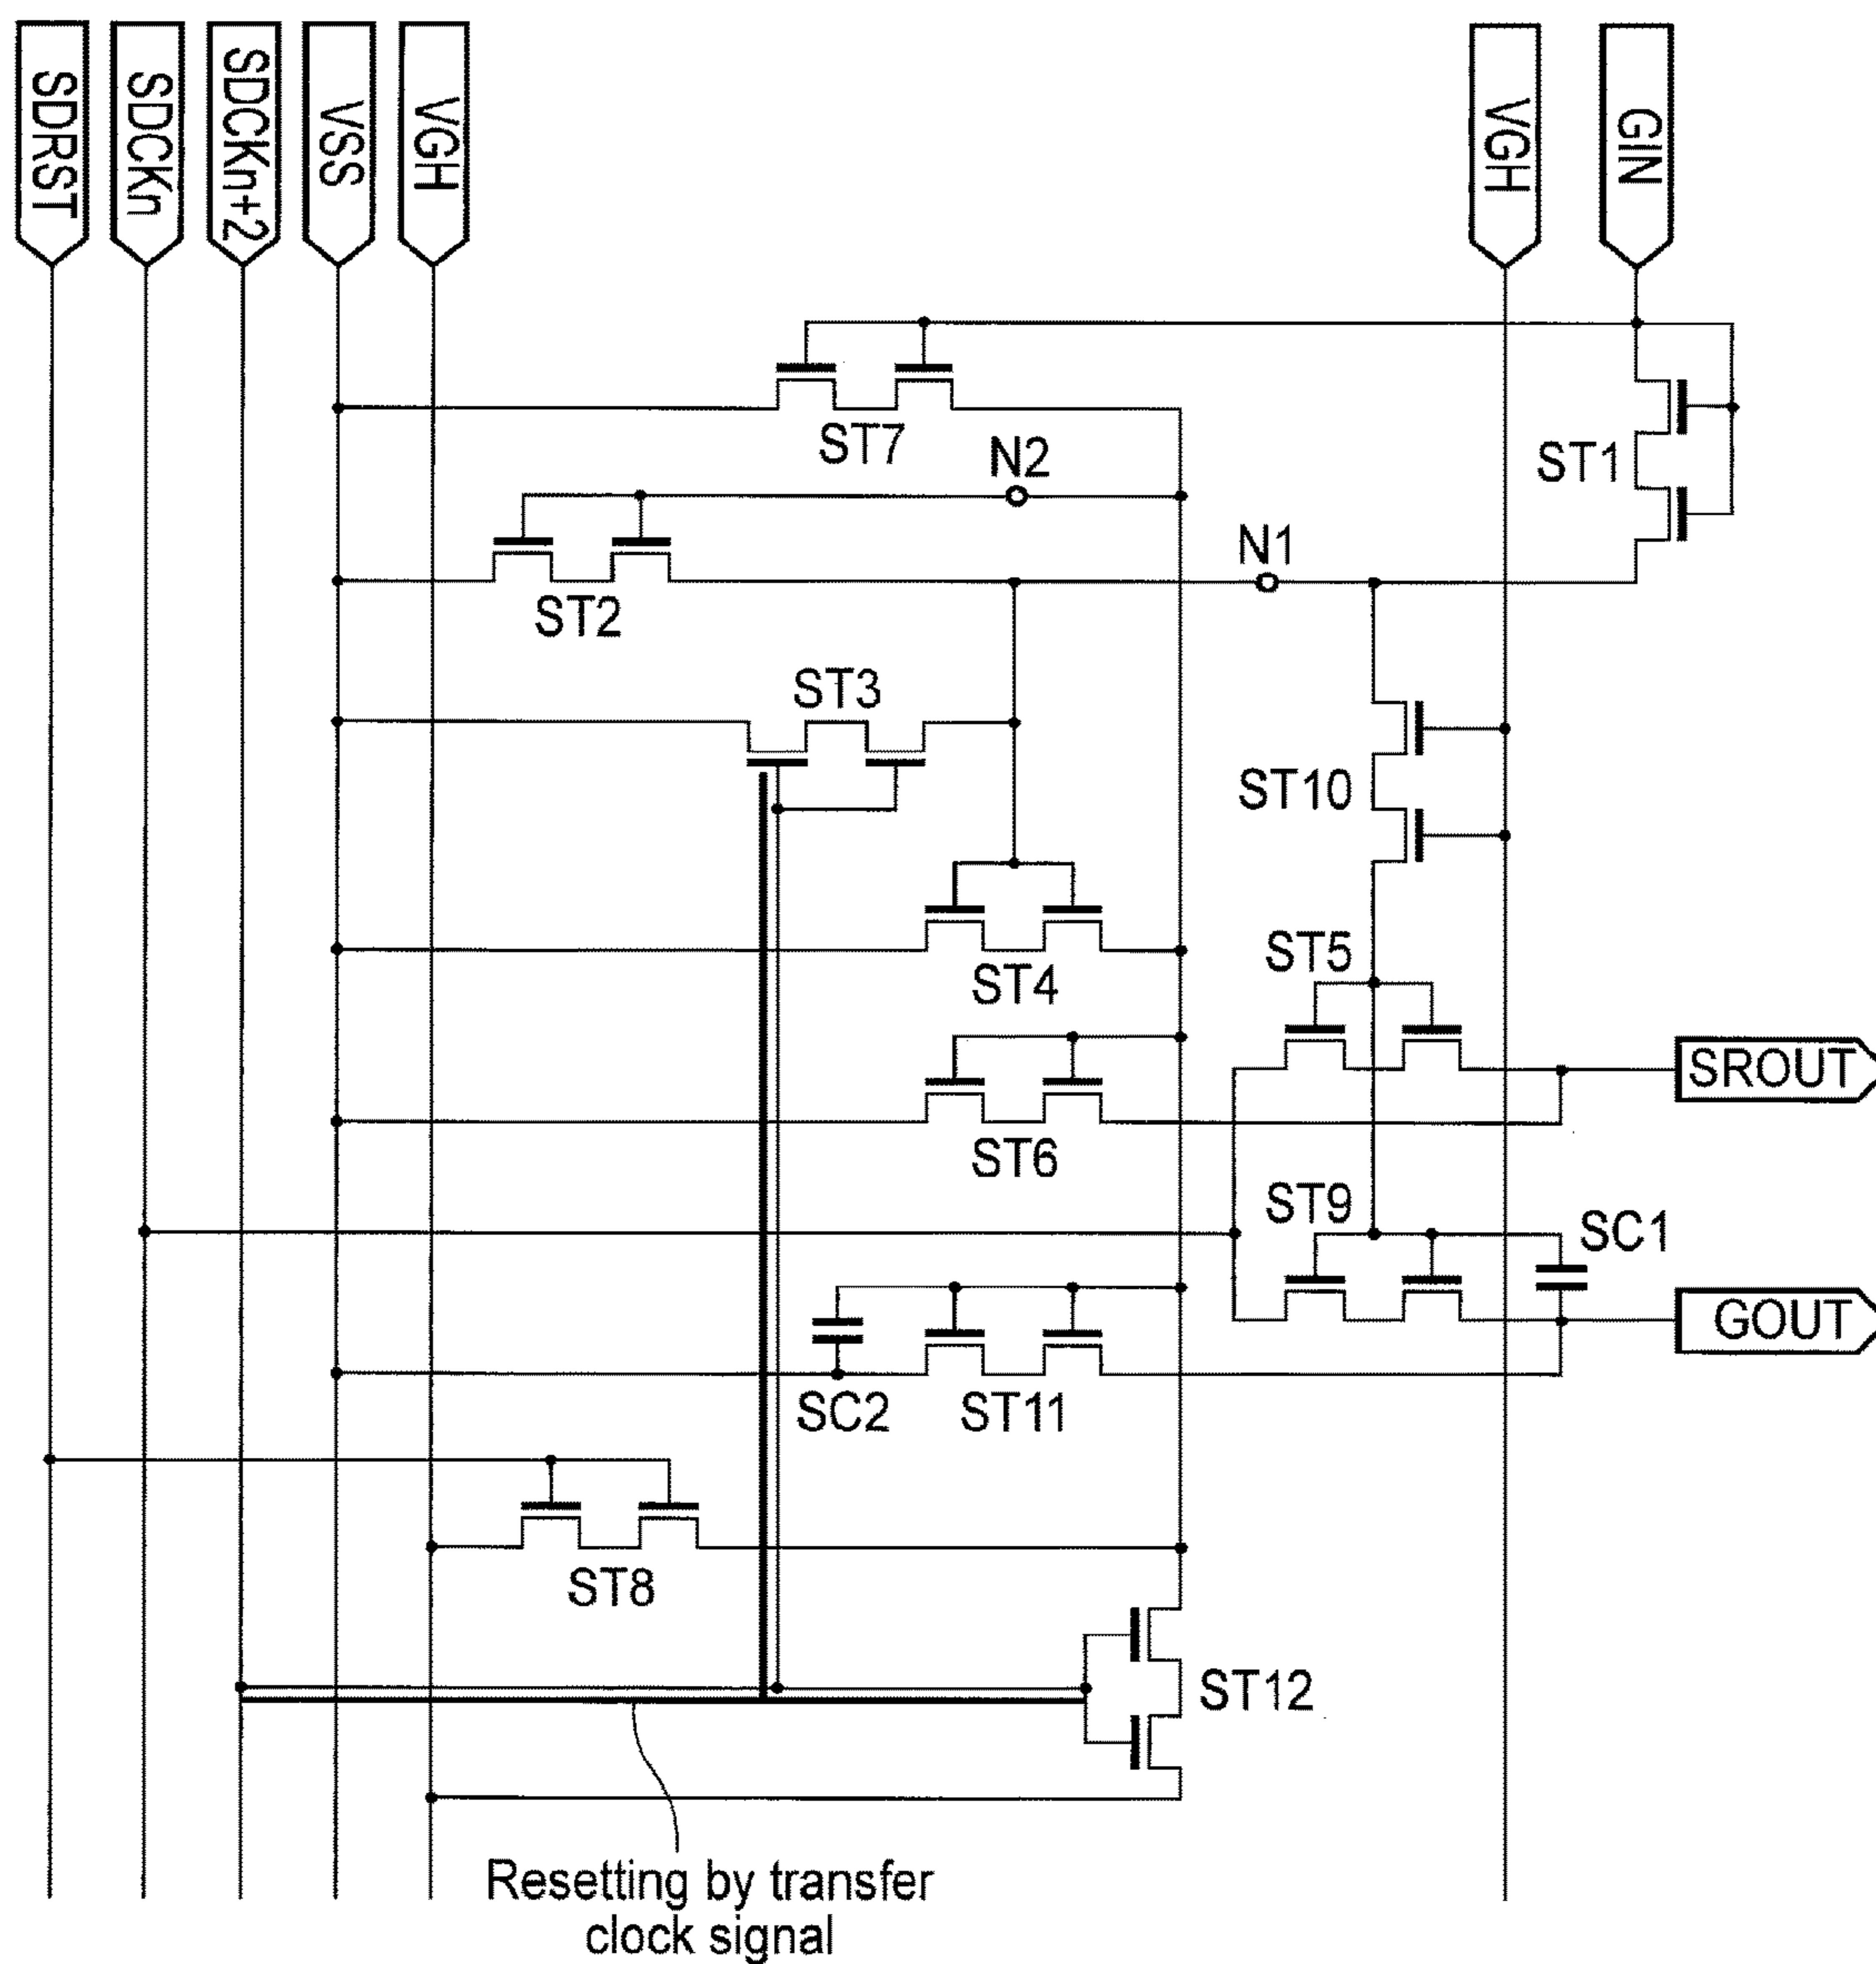 SDRST
SDCKn
SDCKn+2
VSS
VGH
VGH
GIN
ST7
N2
ST1
N1
ST2
ST3
ST10
ST5
ST4
SROUT
ST6
ST9
SC1
GOUT
SC2
ST11
ST8
ST12
Resetting by transfer
clock signal